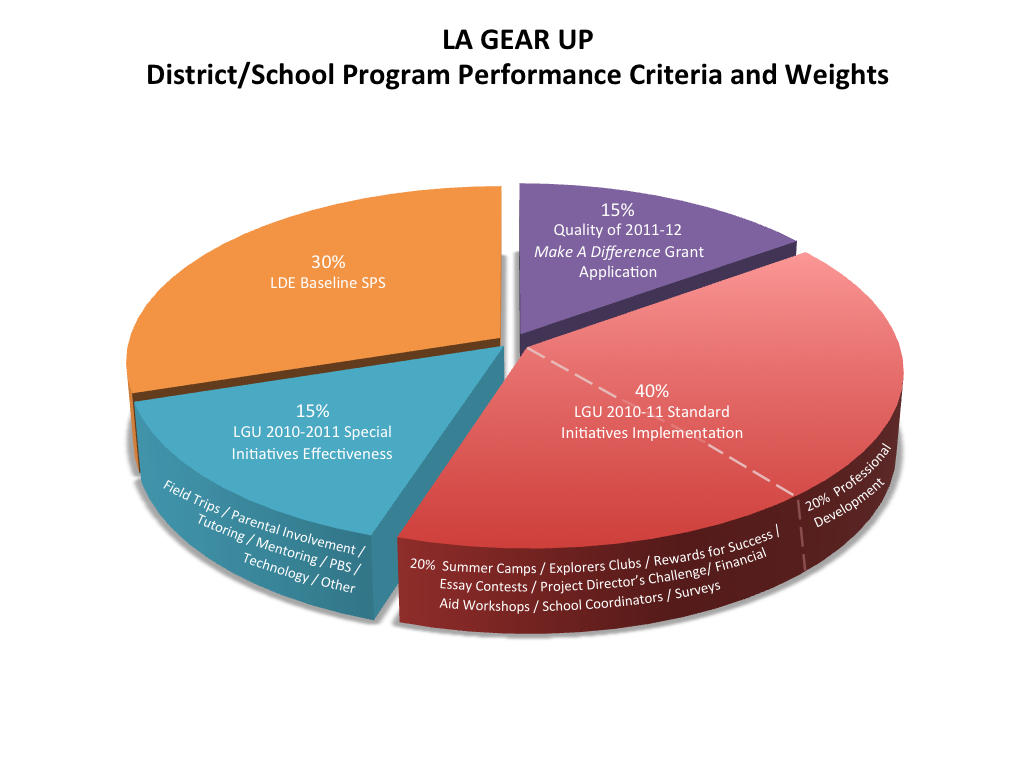 LA GEAR UP
District/School Program Performance Criteria and Weights
15%
Quality of 2011-12
Make A Difference Grant
Application
30%
LDE Baseline SPS
40%
LGU 2010-11 Standard
Initiatives Implementation
15%
LGU 2010-2011 Special
Initiatives Effectiveness
Field Trips / Parental Involvement /
Tutoring / Mentoring / PBS /
Technology / Other
20% Summer Camps / Explorers Clubs / Rewards for Success /
Essay Contests / Project Director's Challenge/ Financial
Aid Workshops / School Coordinators / Surveys
20% Professional
Development